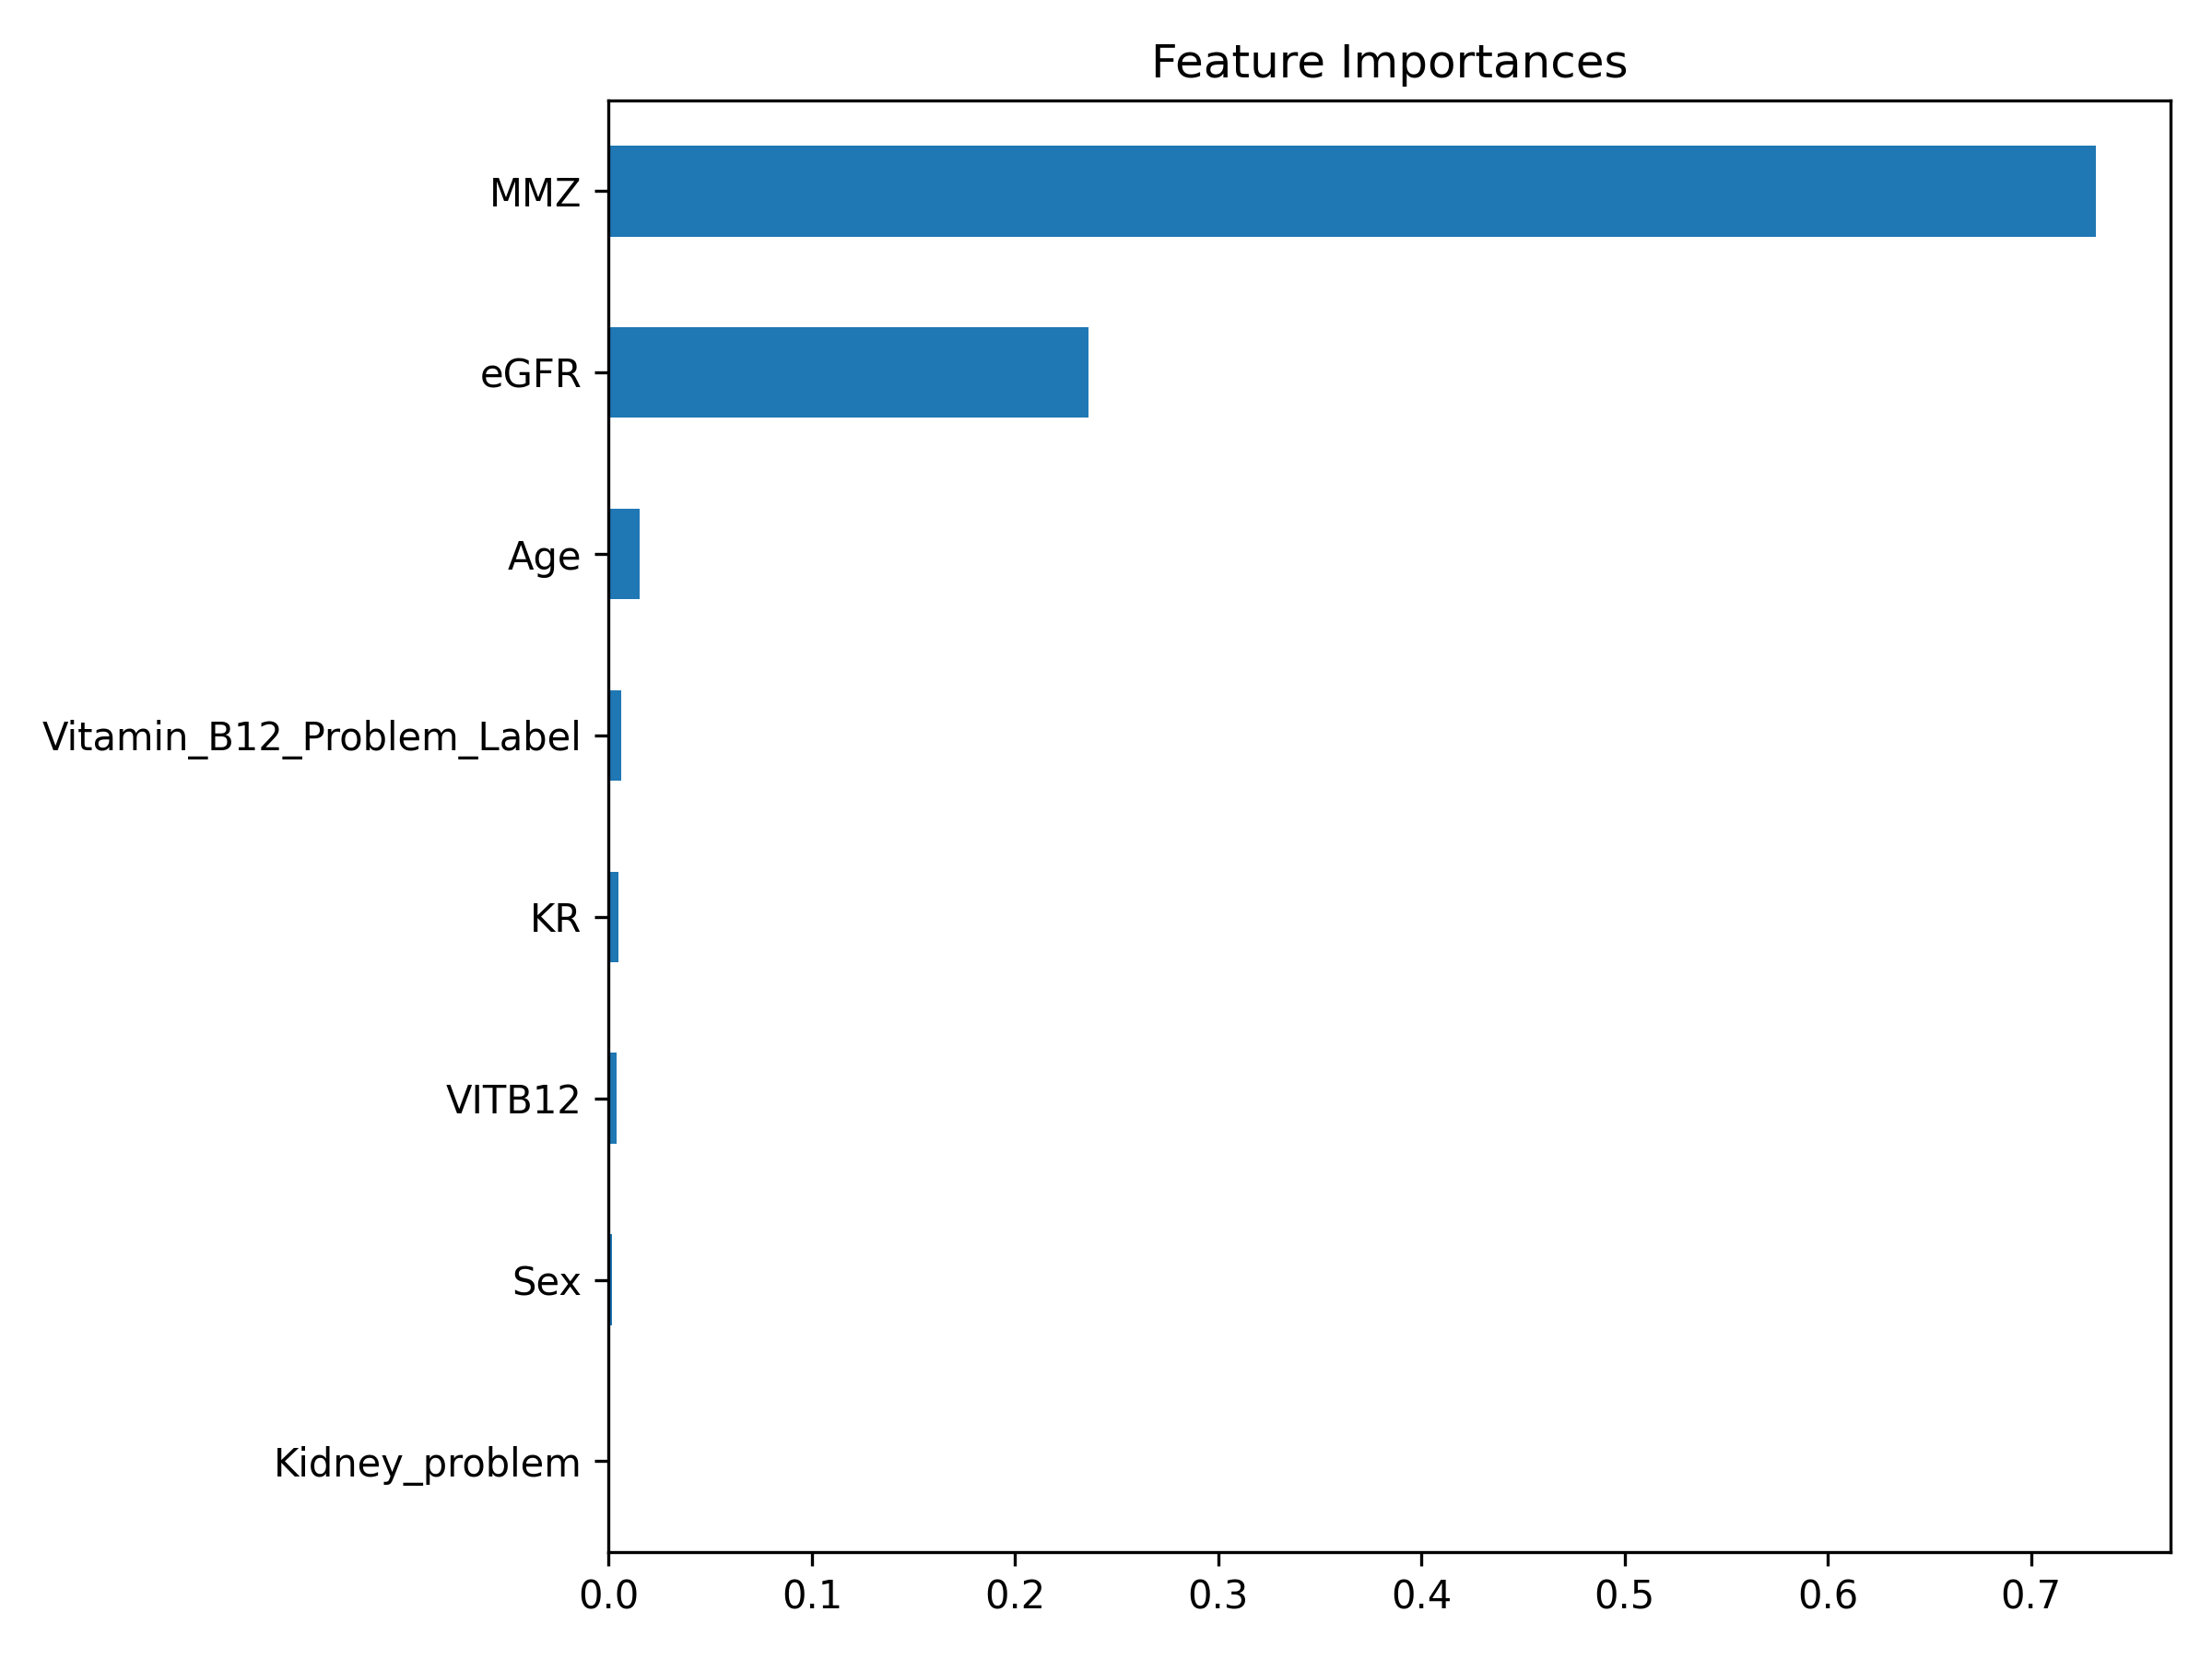 Feature Importances
MMZ
eGFR
Age
Vitamin_B12_Problem_Label
KR
VITB12
Sex
Kidney_problem
0.0 0.1 0.2 0.3 0.4 0.5 0.6 0.7